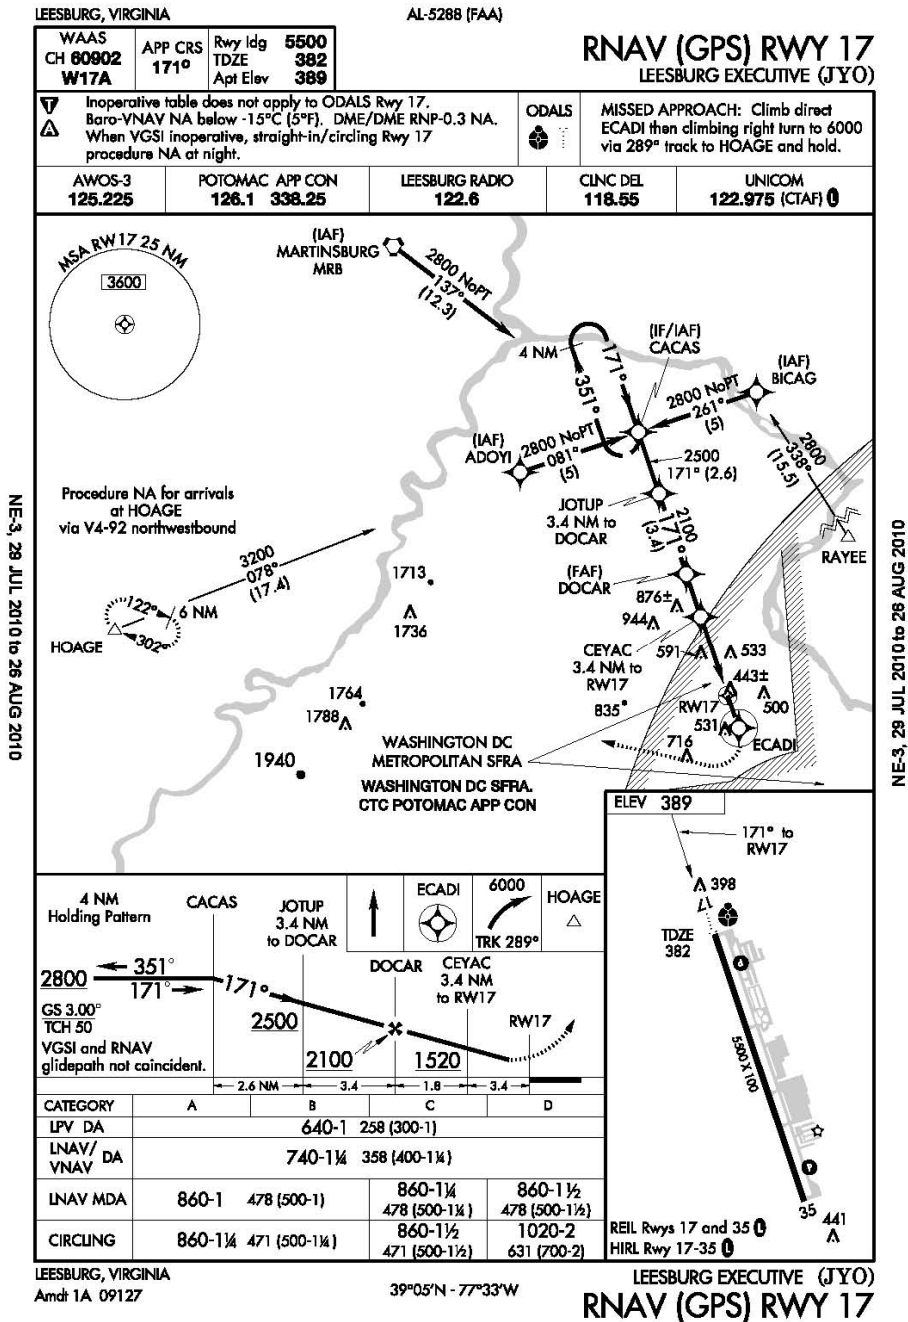 LEESBURG, VIRGINIA
AL-5288 (FAA)
WAAS
CH 60902
W17A
APP CRS
171°
Rwy ldg 5500
TDZE 382
Apt Elev 389
RNAV (GPS) RWY 17
LEESBURG EXECUTIVE (JYO)
T
A
Inoperative table does not apply to ODALS Rwy 17.
Baro-VNAV NA below -15°C (5°F). DME/DME RNP-0.3 NA.
When VGSI inoperative, straight-in/circling Rwy 17
procedure NA at night.
ODALS
MISSED APPROACH: Climb direct
ECADI then climbing right turn to 6000
via 289° track to HOAGE and hold.
AWOS-3
125.225
POTOMAC APP CON
126.1 338.25
LEESBURG RADIO
122.6
CLNC DEL
118.55
UNICOM
122.975 (CTAF) L
MSA RW17 25 NM
3600
(IAF)
MARTINSBURG
MRB
2800 NoPT
137°
(12.3)
4 NM
171°
351°
(IF/IAF)
CACAS
(IAF)
BICAG
2800 NoPT
261°
(5)
(IAF)
ADOYI
2800 NoPT
081°
(5)
2500
171° (2.6)
2800
338°
(15.5)
RAYEE
JOTUP
3.4 NM to
DOCAR
2100
171°
(3.4)
Procedure NA for arrivals
at HOAGE
via V4-92 northwestbound
3200
078°
(17.4)
122°
6 NM
302°
HOAGE
1713
1736
(FAF)
DOCAR
876±
944
CEYAC
3.4 NM to
RW17
591
533
443±
RW17
500
835
531
ECADI
716
1764
1788
1940
WASHINGTON DC
METROPOLITAN SFRA
WASHINGTON DC SFRA.
CTC POTOMAC APP CON
NE-3, 29 JUL 2010 to 26 AUG 2010
NE-3, 29 JUL 2010 to 26 AUG 2010
ELEV 389
171° to
RW17
398
TDZE
382
5500 X 100
35
441
REIL Rwys 17 and 35 L
HIRL Rwy 17-35 L
4 NM
Holding Pattern
CACAS
JOTUP
3.4 NM
to DOCAR
ECADI
6000
TRK 289°
HOAGE
DOCAR
CEYAC
3.4 NM
to RW17
RW17
2800
351°
171°
171°
GS 3.00°
TCH 50
2500
2100
1520
VGSI and RNAV
glidepath not coincident.
2.6 NM
3.4
1.8
3.4
CATEGORY A B C D
LPV DA 640-1 258 (300-1)
LNAV/
VNAV DA 740-1¼ 358 (400-1¼)
LNAV MDA 860-1 478 (500-1) 860-1¼ 478 (500-1¼) 860-1½ 478 (500-1½)
CIRCLING 860-1¼ 471 (500-1¼) 860-1½ 471 (500-1½) 1020-2 631 (700-2)
LEESBURG, VIRGINIA
Amdt 1A 09127
39°05'N - 77°33'W
LEESBURG EXECUTIVE (JYO)
RNAV (GPS) RWY 17